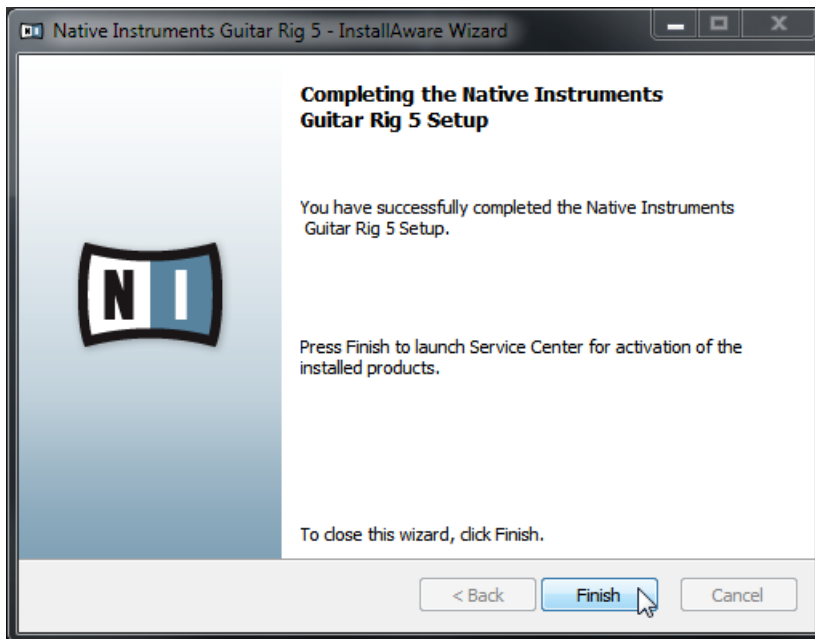 Native Instruments Guitar Rig 5 - InstallAware Wizard
Completing the Native Instruments
Guitar Rig 5 Setup
You have successfully completed the Native Instruments
Guitar Rig 5 Setup.
N I
Press Finish to launch Service Center for activation of the
installed products.
To close this wizard, click Finish.
< Back Finish Cancel